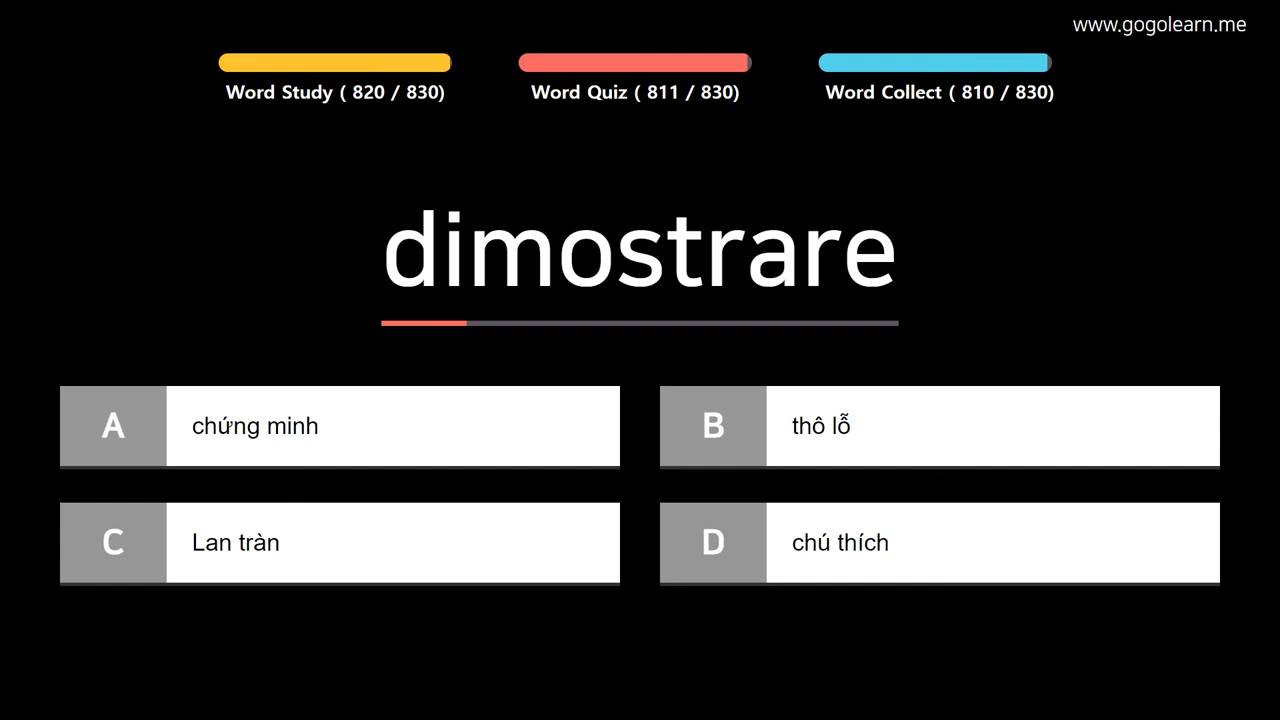 www.gogolearn.me
Word Study ( 820 / 830)
Word Quiz ( 811 / 830)
Word Collect ( 810 / 830)
dimostrare
A chứng minh
B thô lỗ
C Lan tràn
D chú thích